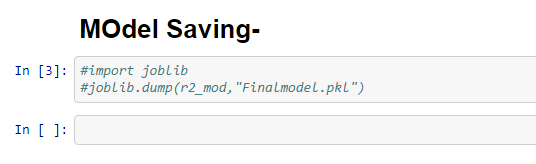 MOdel Saving-
In [3]: #import joblib
#joblib.dump(r2_mod,"Finalmodel.pkl")
In [ ]: